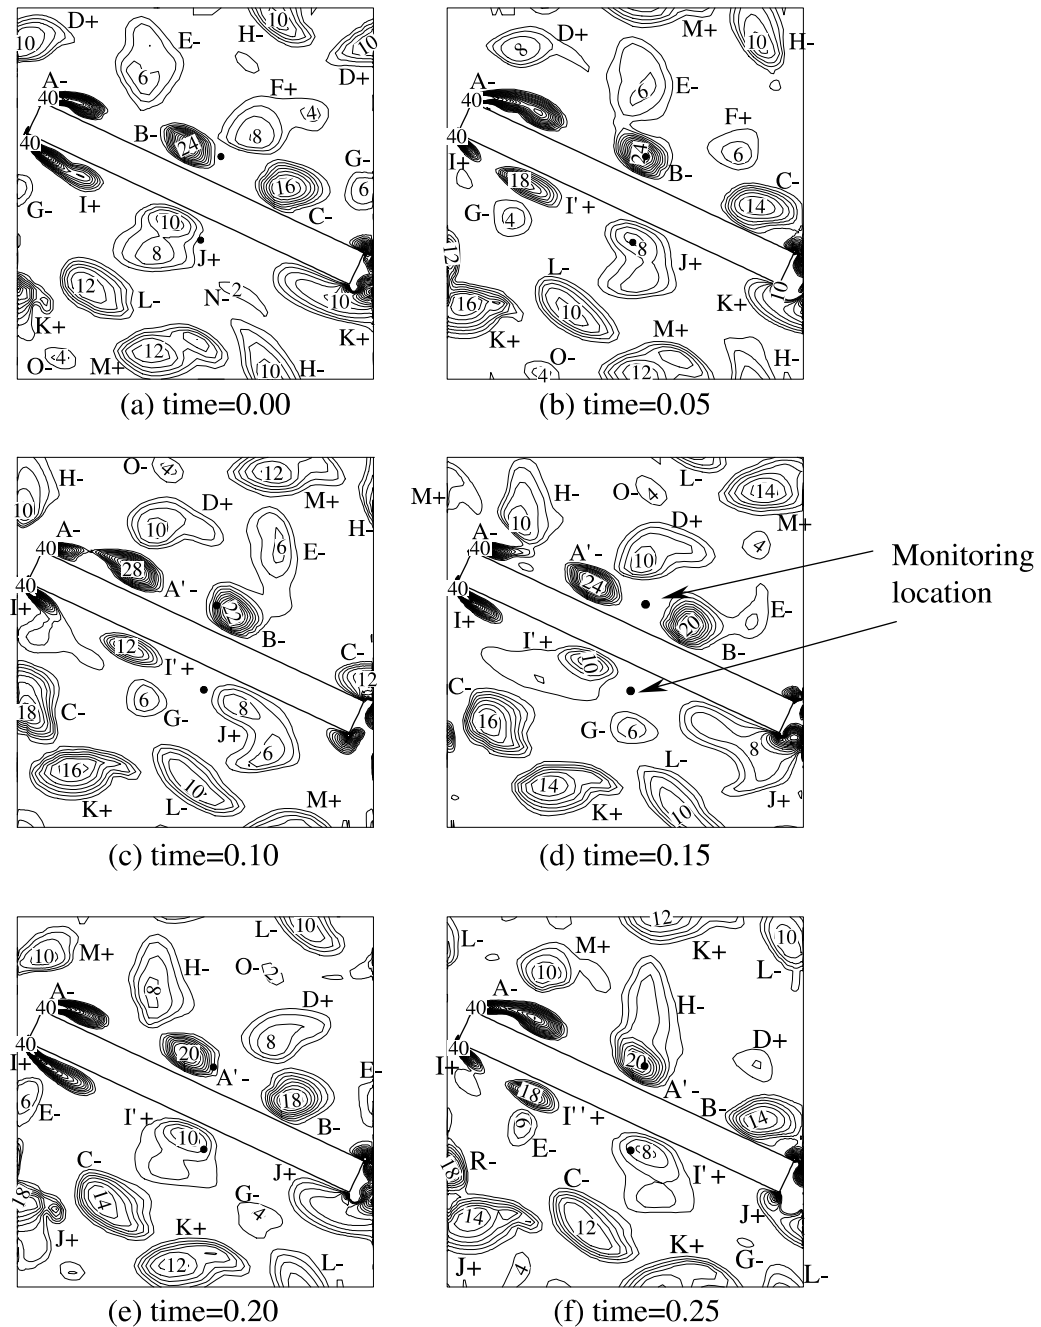 D+ 10 E- H- 10 10 D+
A- 40 6 F+ 4
B- 24 8
40 G-
I+ 16 6
G- 10 C-
8 J+
12 L- N- 2 10
K+ K+
O- 4 M+ 12 10 H-
(a) time=0.00
D+ M+ 10 H-
8 E-
A- 40 6 F+
40 24 6
I+ 18 B- C-
G- 4 I'+ 14
12 8 J+
L- 10
16 10 K+
K+ M+
O- 4 12 H-
(b) time=0.05
H- O- 4 12 M+
10 D+ 10 H-
A- 40 6 E-
28 A'-
40 22
I+ B-
12 I'+ C- 12
18 C- 6 G- 8
J+ 6
16 K+ 10 L- M+
(c) time=0.10
M+ H- O- 4 L- 14
10 D+ M+
A- 40 A'- 10 4
24
40 E-
I+ 20
I'+ 10 B-
C- 16 G- 6 8
L-
14 K+ 10 J+
(d) time=0.15
Monitoring
location
10 M+ L- 10
H- O- 2
A- 8 D+
40 8
40 20
I+ A'- E-
6 E- 18
I'+ 10 B-
C- J+
18 14 G- 4
J+ K+
12 L-
(e) time=0.20
L- M+ 12 K+ 10
10 L-
A- H-
40 D+
40 20
I+ 18 A'- B-
6 I''+ 14
E- 8
R- 18 C- I'+
14 12 J+
J+ 4 K+ G- L-
(f) time=0.25